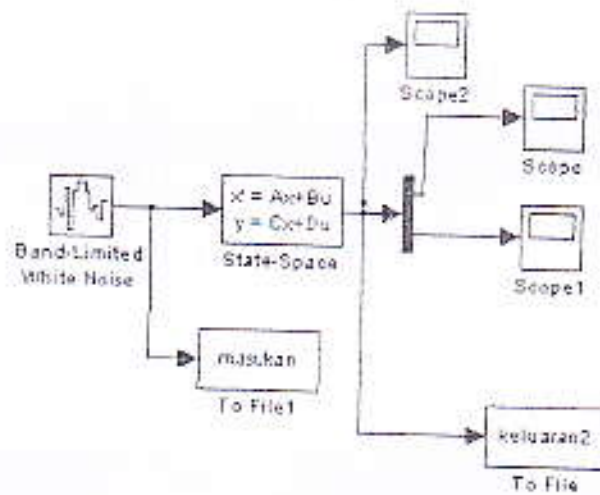 Scope2
Scope
x' = Ax+Bu
y = Cx+Du
State-Space
Band-Limited
White Noise
Scope1
masukan
To File1
keluaran2
To File